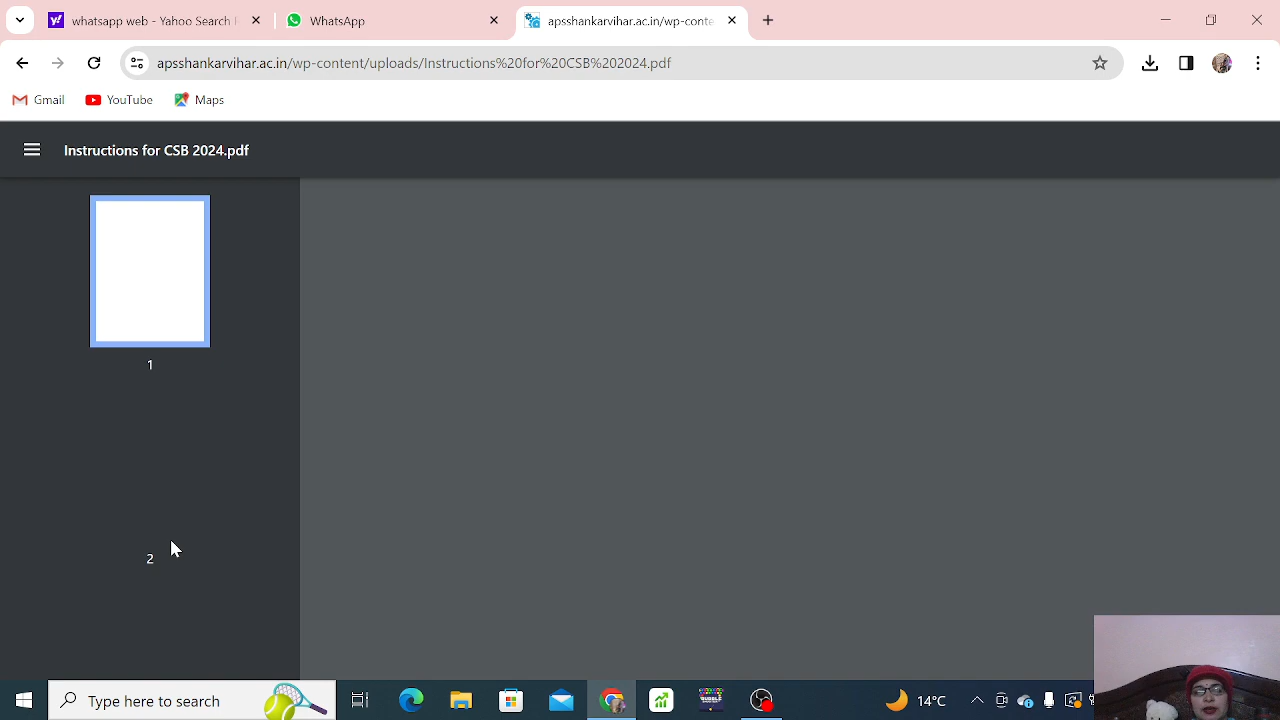 whatsapp web - Yahoo Search
WhatsApp
apsshankarvihar.ac.in/wp-conte
apsshankarvihar.ac.in/wp-content/uploads/Instructions%20for%20CSB%202024.pdf
Gmail
YouTube
Maps
Instructions for CSB 2024.pdf
1
2
Type here to search
14°C